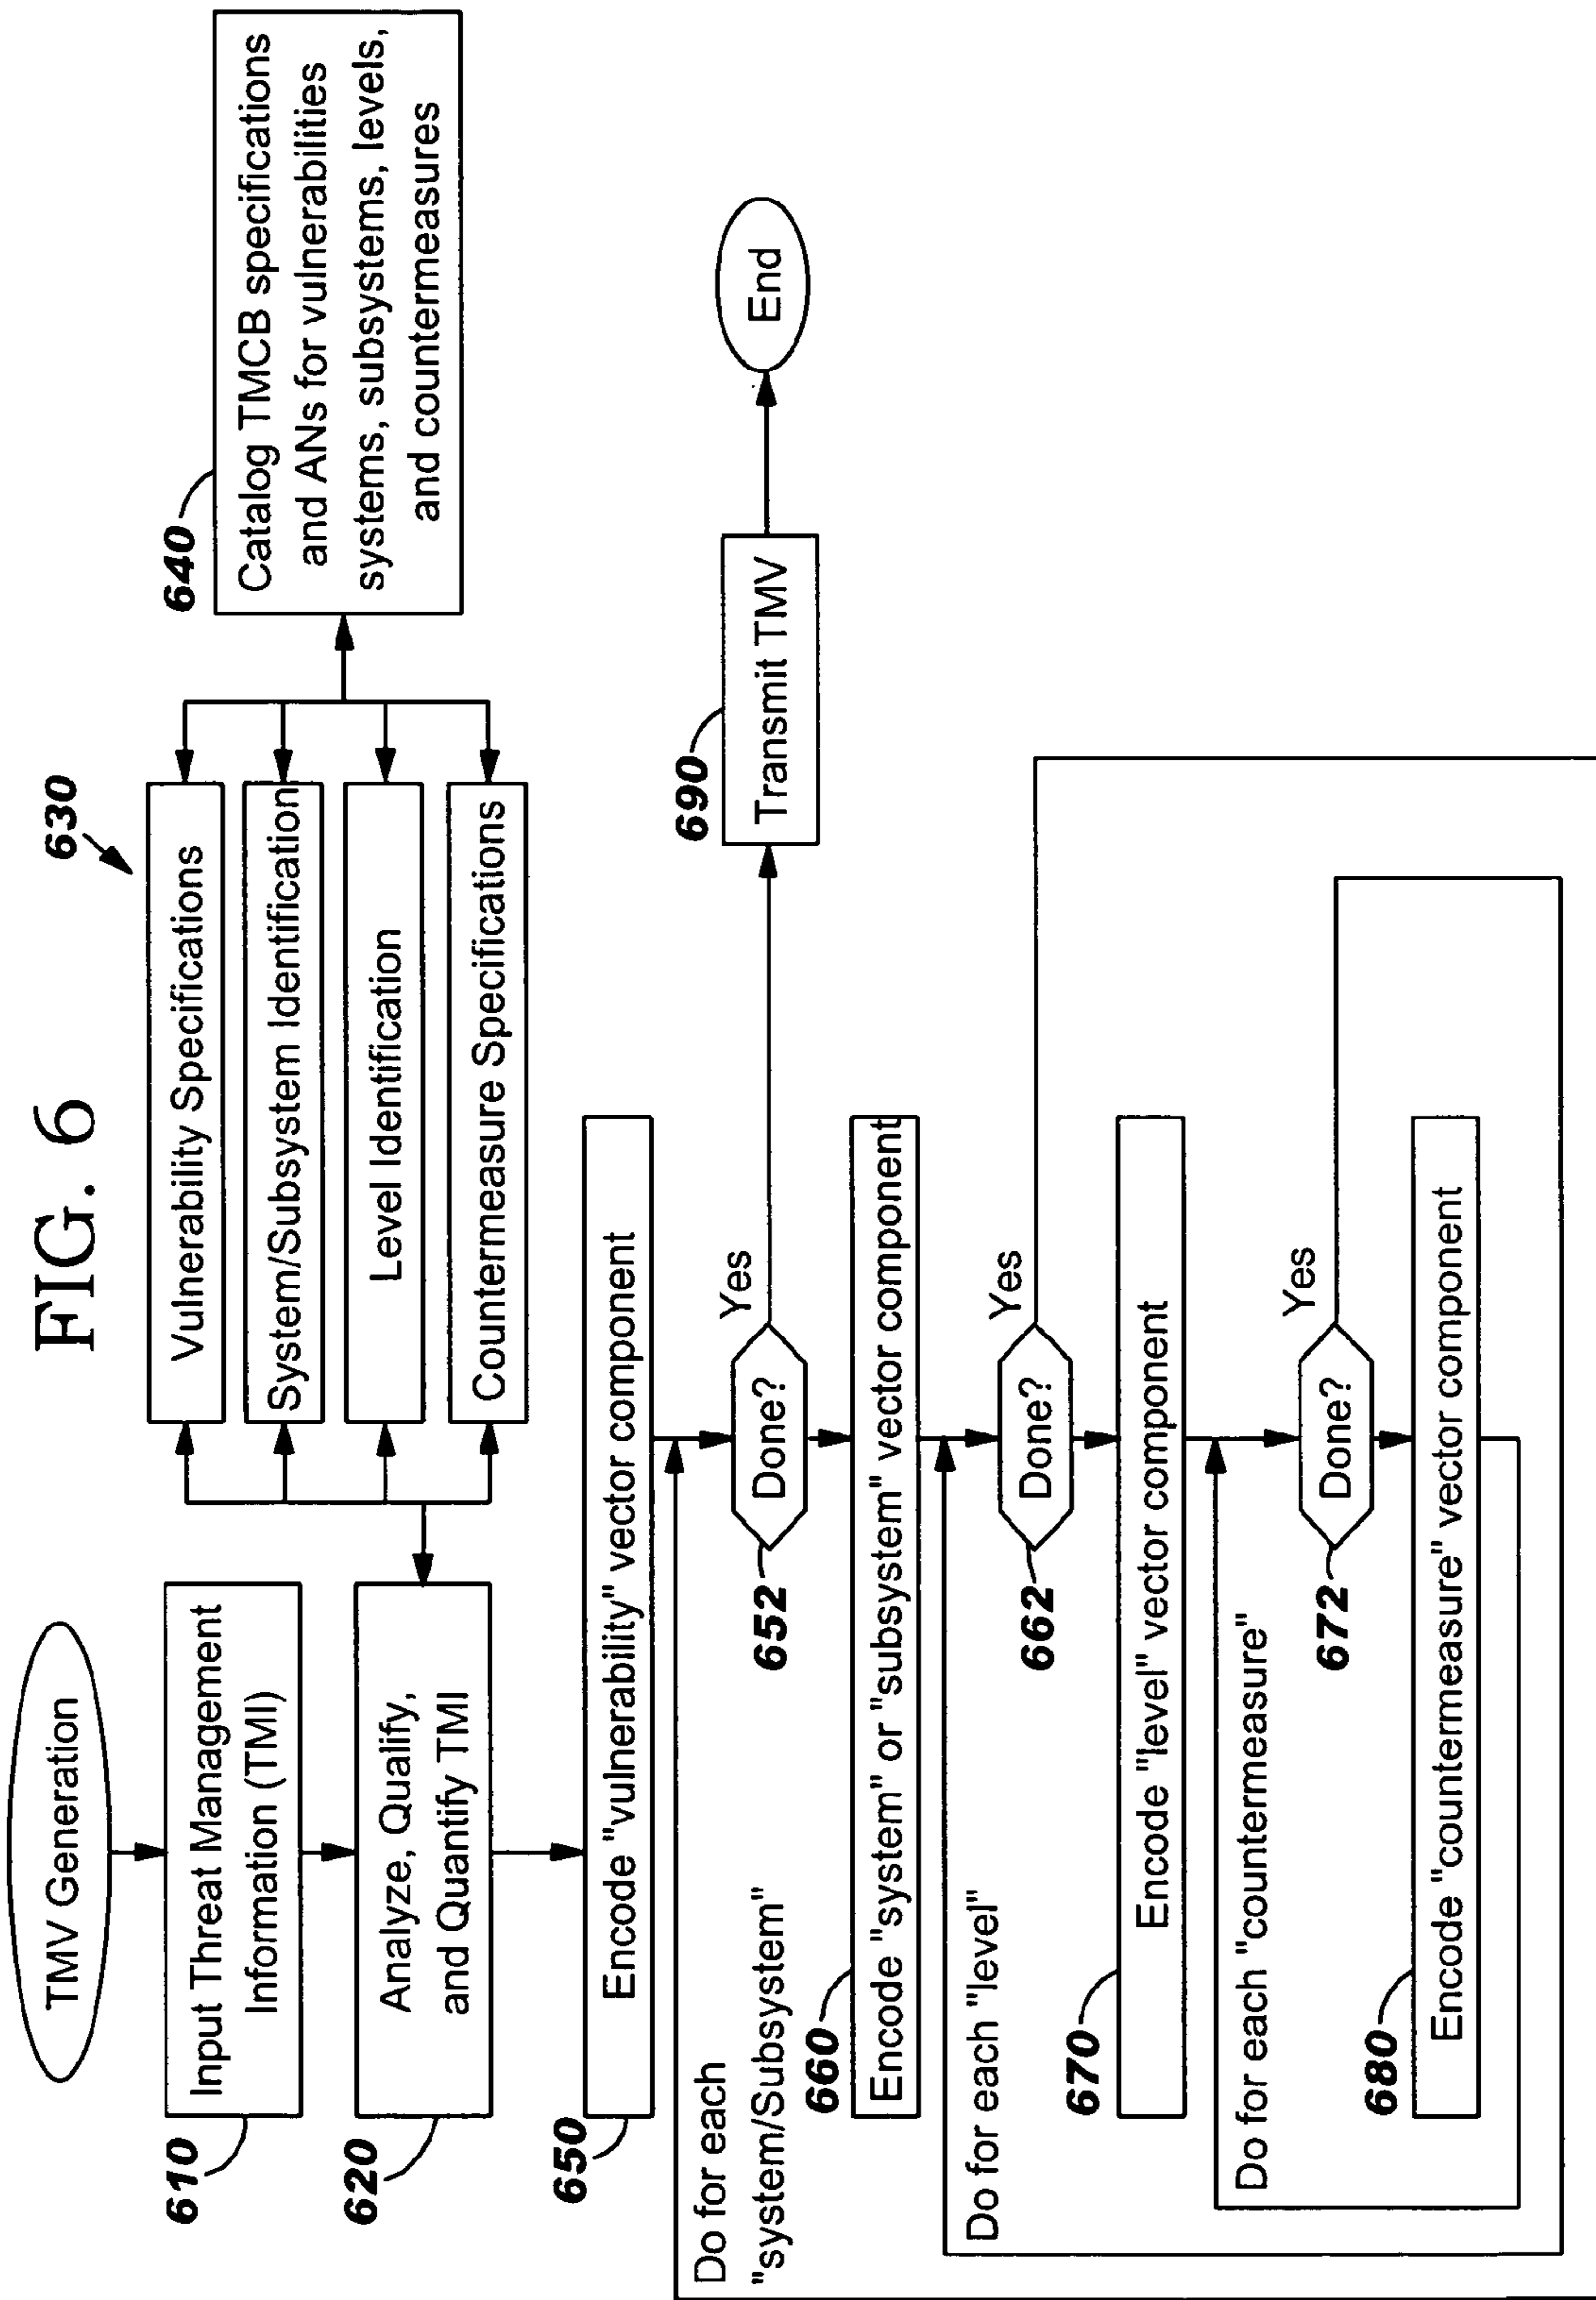 FIG. 6
TMV Generation
610
Input Threat Management
Information (TMI)
620
Analyze, Qualify,
and Quantify TMI
630
Vulnerability Specifications
System/Subsystem Identification
Level Identification
Countermeasure Specifications
640
Catalog TMCB specifications
and ANs for vulnerabilities
systems, subsystems, levels,
and countermeasures
650
Encode "vulnerability" vector component
Do for each
"system/Subsystem"
652
Done?
Yes
690
Transmit TMV
End
660
Encode "system" or "subsystem" vector component
Do for each "level"
662
Done?
Yes
670
Encode "level" vector component
Do for each "countermeasure"
672
Done?
Yes
680
Encode "countermeasure" vector component